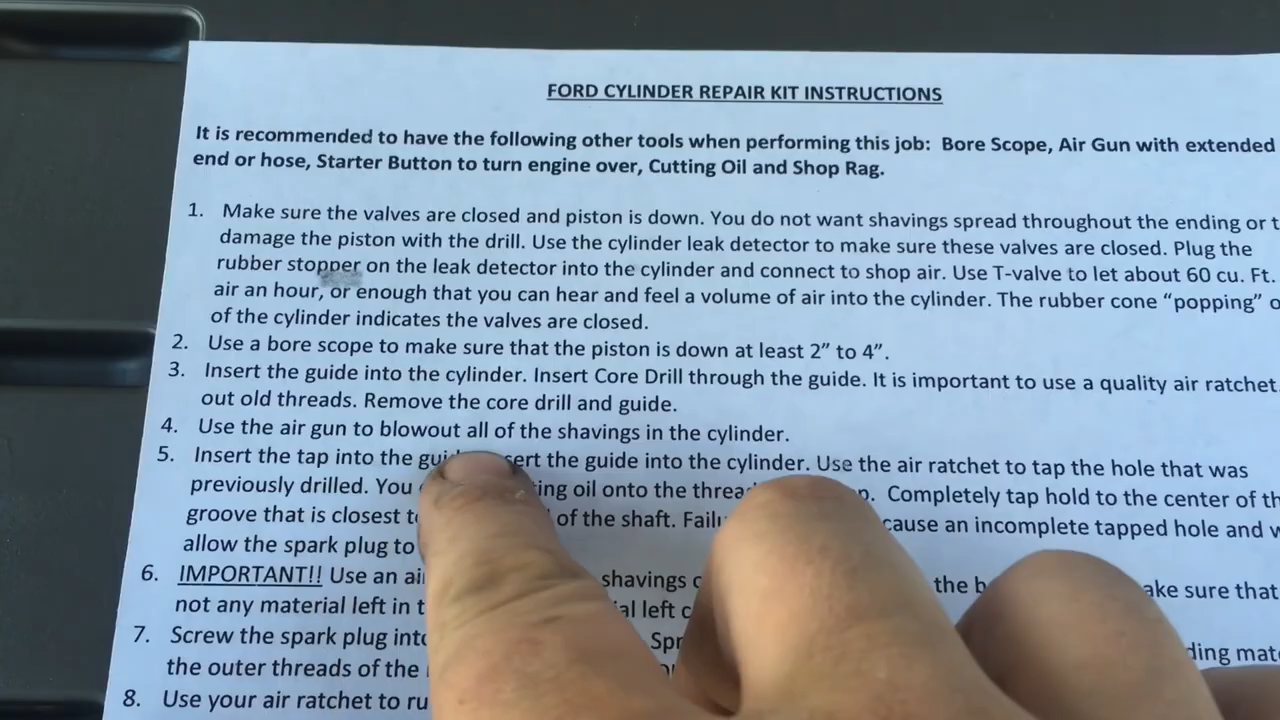 FORD CYLINDER REPAIR KIT INSTRUCTIONS
It is recommended to have the following other tools when performing this job: Bore Scope, Air Gun with extended
end or hose, Starter Button to turn engine over, Cutting Oil and Shop Rag.
1. Make sure the valves are closed and piston is down. You do not want shavings spread throughout the ending or
damage the piston with the drill. Use the cylinder leak detector to make sure these valves are closed. Plug the
rubber stopper on the leak detector into the cylinder and connect to shop air. Use T-valve to let about 60 cu. Ft.
air an hour, or enough that you can hear and feel a volume of air into the cylinder. The rubber cone “popping”
of the cylinder indicates the valves are closed.
2. Use a bore scope to make sure that the piston is down at least 2” to 4”.
3. Insert the guide into the cylinder. Insert Core Drill through the guide. It is important to use a quality air ratchet
out old threads. Remove the core drill and guide.
4. Use the air gun to blowout all of the shavings in the cylinder.
5. Insert the tap into the the guide into the cylinder. Use the air ratchet to tap the hole that was
previously drilled. You oil onto the Completely tap hold to the center of
groove that is closest of the shaft. cause an incomplete tapped hole and
allow the spark plug to
6. IMPORTANT!! Use an shavings the make sure that
not any material left in left
7. Screw the spark plug
the outer threads of the
8. Use your air ratchet to